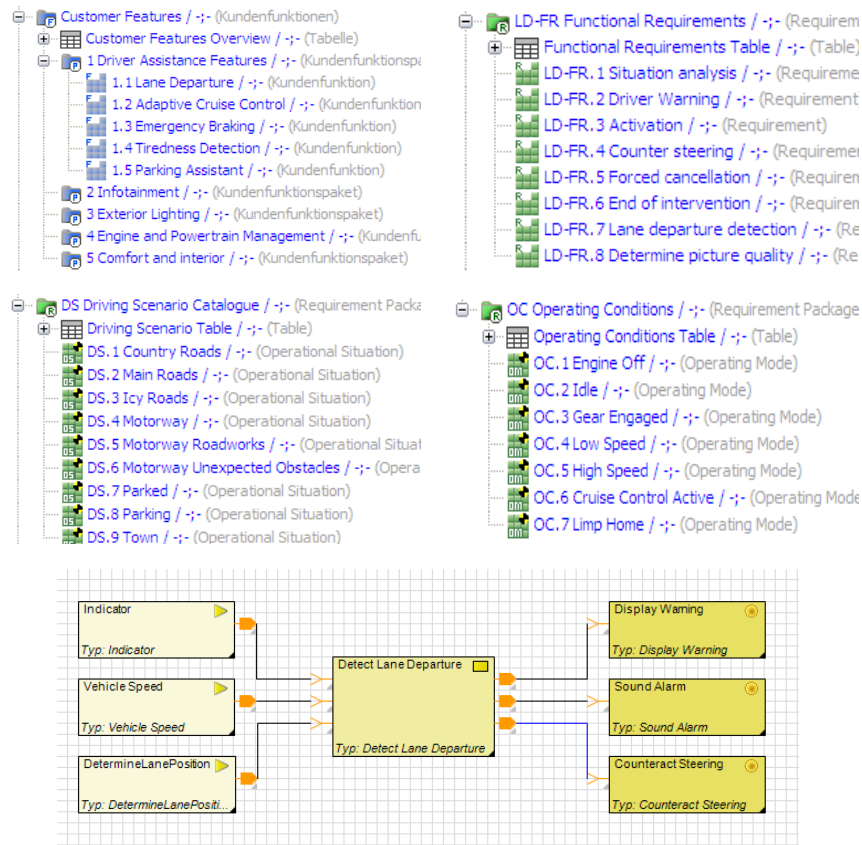 Customer Features / -;- (Kundenfunktionen)
Customer Features Overview / -;- (Tabelle)
1 Driver Assistance Features / -;- (Kundenfunktionspa
1.1 Lane Departure / -;- (Kundenfunktion)
1.2 Adaptive Cruise Control / -;- (Kundenfunktion
1.3 Emergency Braking / -;- (Kundenfunktion)
1.4 Tiredness Detection / -;- (Kundenfunktion)
1.5 Parking Assistant / -;- (Kundenfunktion)
2 Infotainment / -;- (Kundenfunktionspaket)
3 Exterior Lighting / -;- (Kundenfunktionspaket)
4 Engine and Powertrain Management / -;- (Kundenfu
5 Comfort and interior / -;- (Kundenfunktionspaket)
LD-FR Functional Requirements / -;- (Requirem
Functional Requirements Table / -;- (Table)
LD-FR.1 Situation analysis / -;- (Requireme
LD-FR.2 Driver Warning / -;- (Requirement
LD-FR.3 Activation / -;- (Requirement)
LD-FR.4 Counter steering / -;- (Requiremen
LD-FR.5 Forced cancellation / -;- (Requirem
LD-FR.6 End of intervention / -;- (Requirem
LD-FR.7 Lane departure detection / -;- (Re
LD-FR.8 Determine picture quality / -;- (Re
DS Driving Scenario Catalogue / -;- (Requirement Packa
Driving Scenario Table / -;- (Table)
DS.1 Country Roads / -;- (Operational Situation)
DS.2 Main Roads / -;- (Operational Situation)
DS.3 Icy Roads / -;- (Operational Situation)
DS.4 Motorway / -;- (Operational Situation)
DS.5 Motorway Roadworks / -;- (Operational Situat
DS.6 Motorway Unexpected Obstacles / -;- (Opera
DS.7 Parked / -;- (Operational Situation)
DS.8 Parking / -;- (Operational Situation)
DS.9 Town / -;- (Operational Situation)
OC Operating Conditions / -;- (Requirement Package
Operating Conditions Table / -;- (Table)
OC.1 Engine Off / -;- (Operating Mode)
OC.2 Idle / -;- (Operating Mode)
OC.3 Gear Engaged / -;- (Operating Mode)
OC.4 Low Speed / -;- (Operating Mode)
OC.5 High Speed / -;- (Operating Mode)
OC.6 Cruise Control Active / -;- (Operating Mode
OC.7 Limp Home / -;- (Operating Mode)
Indicator
Typ: Indicator
Vehicle Speed
Typ: Vehicle Speed
DetermineLanePosition
Typ: DetermineLanePositi...
Detect Lane Departure
Typ: Detect Lane Departure
Display Warning
Typ: Display Warning
Sound Alarm
Typ: Sound Alarm
Counteract Steering
Typ: Counteract Steering